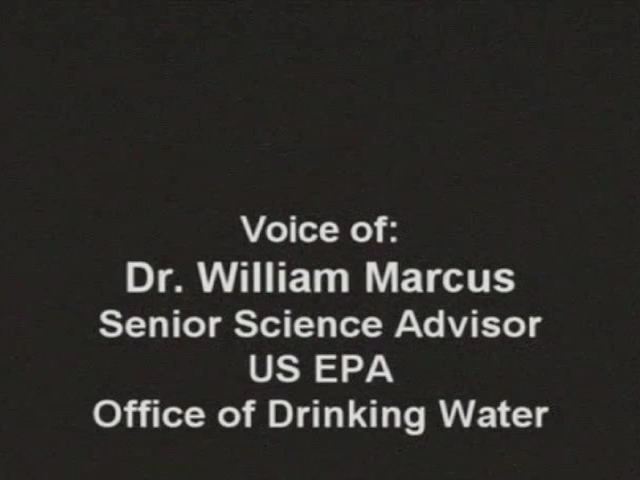 Voice of:
Dr. William Marcus
Senior Science Advisor
US EPA
Office of Drinking Water